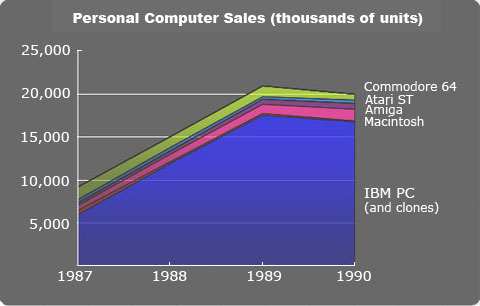 Personal Computer Sales (thousands of units)
25,000
20,000
15,000
10,000
5,000
Commodore 64
Atari ST
Amiga
Macintosh
IBM PC
(and clones)
1987
1988
1989
1990